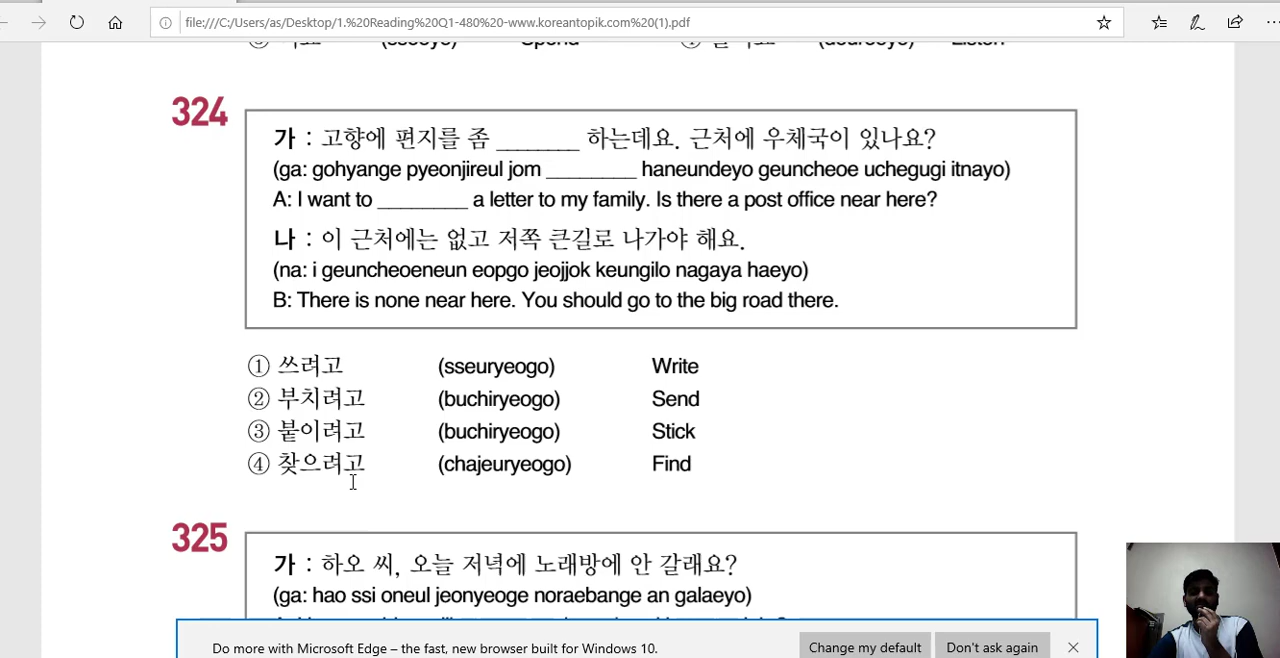 file:///C:/Users/as/Desktop/1.%20Reading%20Q1-480%20-www.koreantopik.com%20(1).pdf
324
가 : 고향에 편지를 좀 ________ 하는데요. 근처에 우체국이 있나요?
(ga: gohyange pyeonjireul jom ________ haneundeyo geuncheoe uchegugi itnayo)
A: I want to ________ a letter to my family. Is there a post office near here?
나 : 이 근처에는 없고 저쪽 큰길로 나가야 해요.
(na: i geuncheoeneun eopgo jeojjok keungilo nagaya haeyo)
B: There is none near here. You should go to the big road there.
① 쓰려고 (sseuryeogo) Write
② 부치려고 (buchiryeogo) Send
③ 붙이려고 (buchiryeogo) Stick
④ 찾으려고 (chajeuryeogo) Find
325
가 : 하오 씨, 오늘 저녁에 노래방에 안 갈래요?
(ga: hao ssi oneul jeonyeoge noraebange an galaeyo)
Do more with Microsoft Edge – the fast, new browser built for Windows 10. Change my default Don't ask again